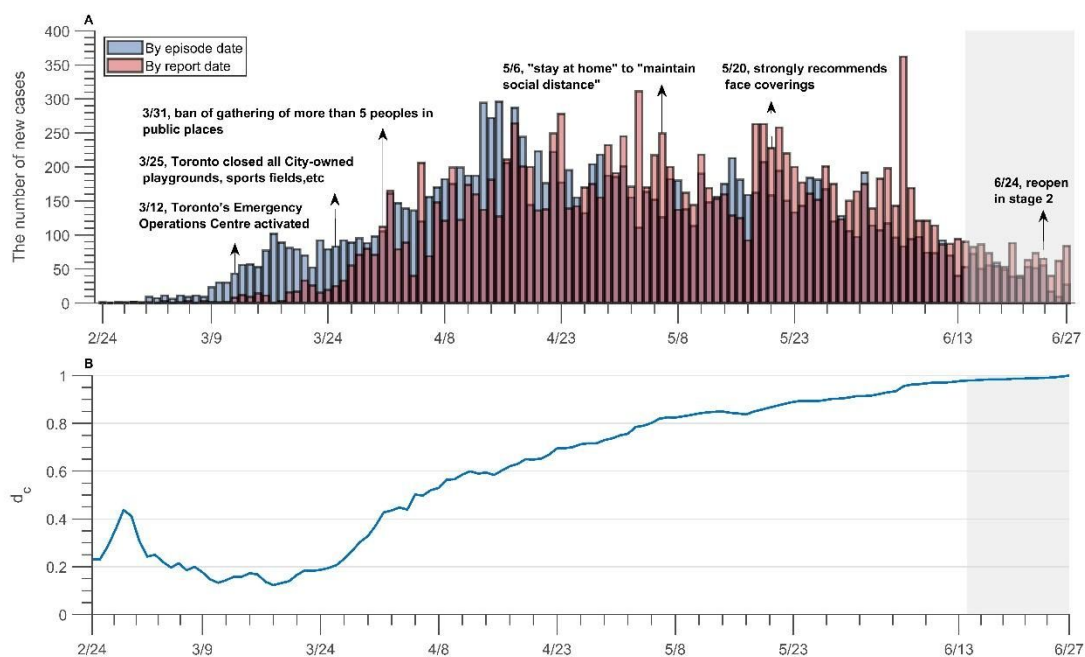 A
400
350
300
250
200
150
100
50
0
The number of new cases
By episode date
By report date
5/6, "stay at home" to "maintain
social distance"
5/20, strongly recommends
face coverings
3/31, ban of gathering of more than 5 peoples in
public places
3/25, Toronto closed all City-owned
playgrounds, sports fields,etc
3/12, Toronto's Emergency
Operations Centre activated
6/24, reopen
in stage 2
2/24 3/9 3/24 4/8 4/23 5/8 5/23 6/13 6/27
B
1
0.8
0.6
0.4
0.2
0
d_c
2/24 3/9 3/24 4/8 4/23 5/8 5/23 6/13 6/27